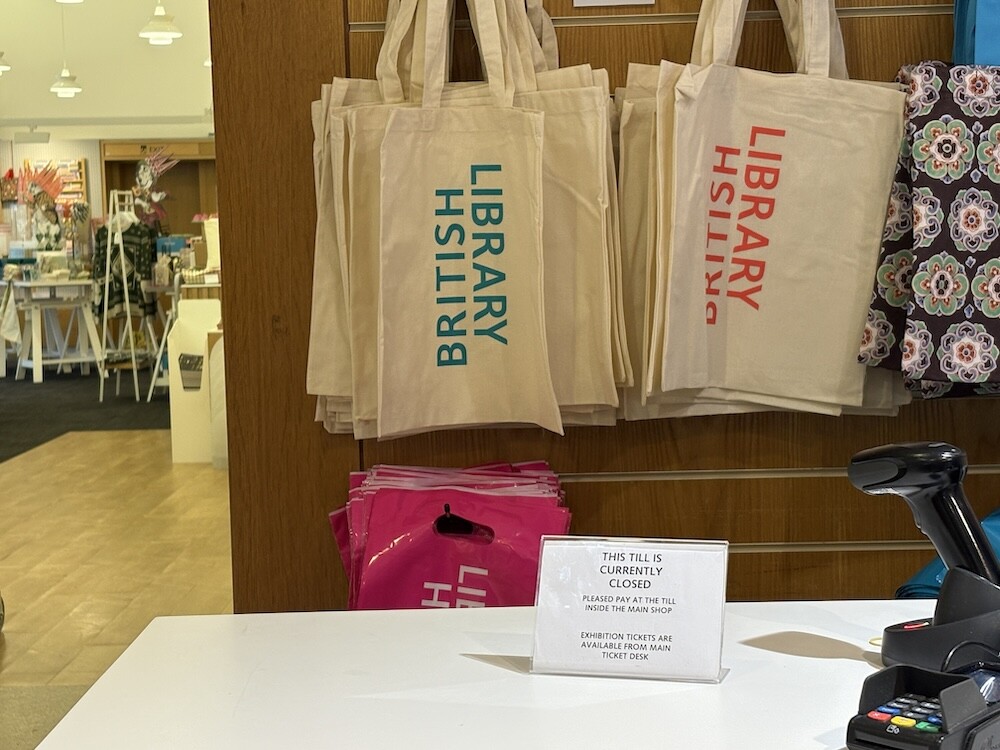 BRITISH
LIBRARY
BRITISH
LIBRARY
THIS TILL IS
CURRENTLY
CLOSED
PLEASED PAY AT THE TILL
INSIDE THE MAIN SHOP
EXHIBITION TICKETS ARE
AVAILABLE FROM MAIN
TICKET DESK